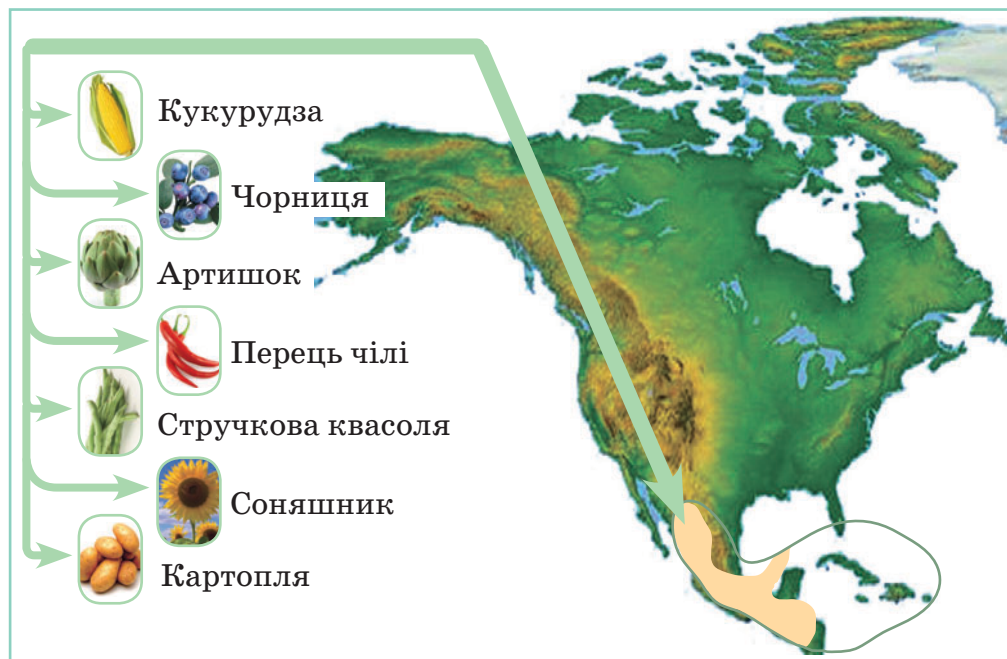 Кукурудза
Чорниця
Артишок
Перець чілі
Стручкова квасоля
Соняшник
Картопля